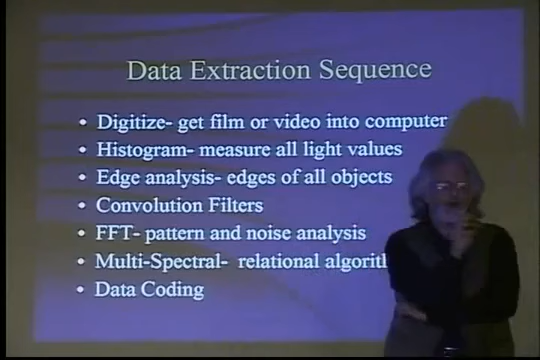 Data Extraction Sequence
• Digitize- get film or video into computer
• Histogram- measure all light values
• Edge analysis- edges of all objects
• Convolution Filters
• FFT- pattern and noise analysis
• Multi-Spectral- relational
• Data Coding